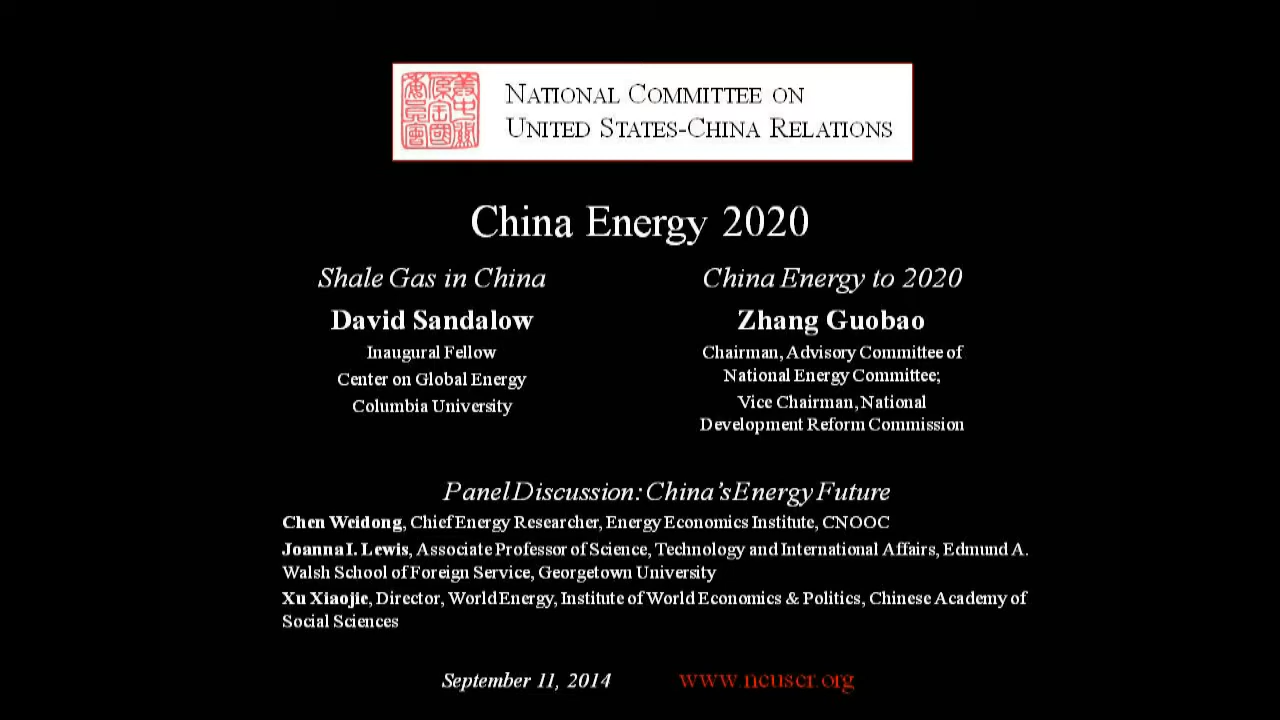 NATIONAL COMMITTEE ON
UNITED STATES-CHINA RELATIONS
China Energy 2020
Shale Gas in China
David Sandalow
Inaugural Fellow
Center on Global Energy
Columbia University
China Energy to 2020
Zhang Guobao
Chairman, Advisory Committee of
National Energy Committee;
Vice Chairman, National
Development Reform Commission
Panel Discussion: China's Energy Future
Chen Weidong, Chief Energy Researcher, Energy Economics Institute, CNOOC
Joanna I. Lewis, Associate Professor of Science, Technology and International Affairs, Edmund A.
Walsh School of Foreign Service, Georgetown University
Xu Xiaojie, Director, World Energy, Institute of World Economics & Politics, Chinese Academy of
Social Sciences
September 11, 2014
www.ncuscr.org